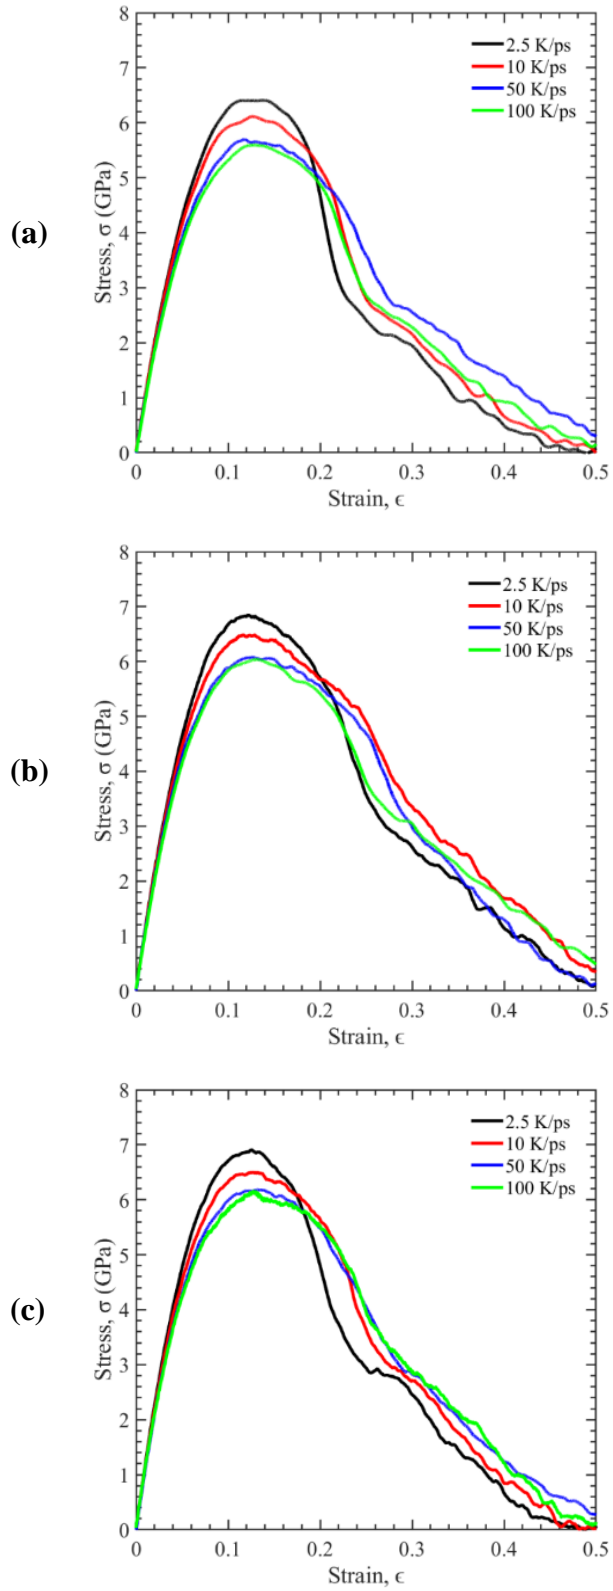 (a)
8
7
6
5
4
3
2
1
0
Stress, σ (GPa)
2.5 K/ps
10 K/ps
50 K/ps
100 K/ps
0 0.1 0.2 0.3 0.4 0.5
Strain, ϵ
(b)
8
7
6
5
4
3
2
1
0
Stress, σ (GPa)
2.5 K/ps
10 K/ps
50 K/ps
100 K/ps
0 0.1 0.2 0.3 0.4 0.5
Strain, ϵ
(c)
8
7
6
5
4
3
2
1
0
Stress, σ (GPa)
2.5 K/ps
10 K/ps
50 K/ps
100 K/ps
0 0.1 0.2 0.3 0.4 0.5
Strain, ϵ